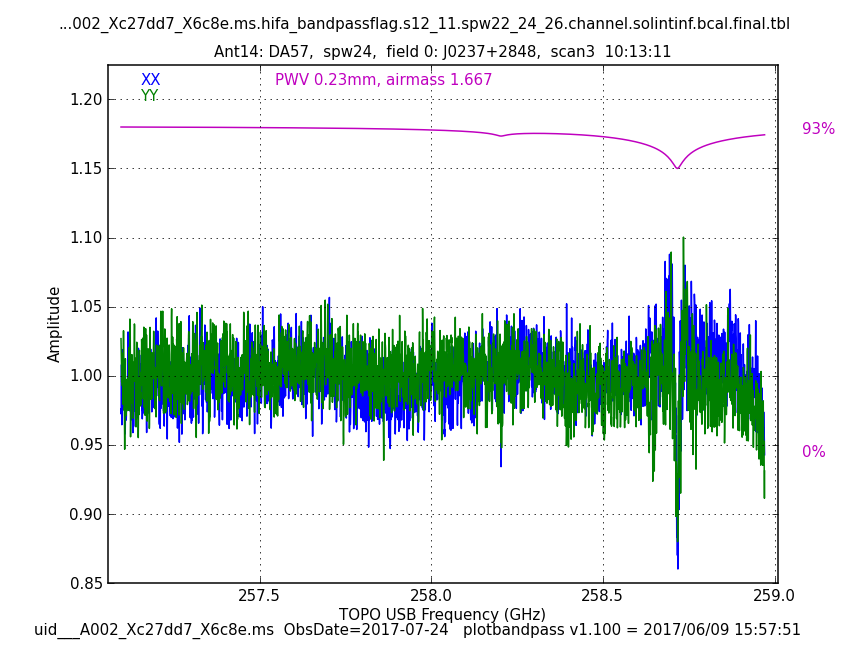 ...002_Xc27dd7_X6c8e.ms.hifa_bandpassflag.s12_11.spw22_24_26.channel.solintinf.bcal.final.tbl
Ant14: DA57, spw24, field 0: J0237+2848, scan3 10:13:11
XX
PWV 0.23mm, airmass 1.667
YY
1.20
93%
1.15
1.10
1.05
Amplitude
1.00
0.95
0%
0.90
0.85
257.5 258.0 258.5 259.0
TOPO USB Frequency (GHz)
uid___A002_Xc27dd7_X6c8e.ms ObsDate=2017-07-24 plotbandpass v1.100 = 2017/06/09 15:57:51